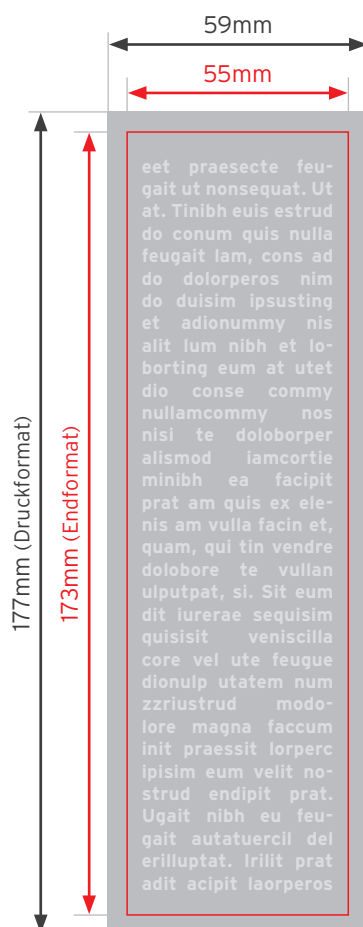 59mm
55mm
177mm (Druckformat)
173mm (Endformat)
eet praesecte feu-
gait ut nonsequat. Ut
at. Tinibh euis estrud
do conum quis nulla
feugait lam, cons ad
do dolorperos nim
do duisim ipsusting
et adionummy nis
alit lum nibh et lo-
borting eum at utet
dio conse commy
nullamcommy nos
nisi te doloborper
alismod iamcortie
minibh ea facipit
prat am quis ex ele-
nis am vulla facin et,
quam, qui tin vendre
dolobore te vullan
ulputpat, si. Sit eum
dit iurerae sequisim
quisisit veniscilla
core vel ute feugue
dionulp utatem num
zzriustrud modo-
lore magna faccum
init praessit lorperc
ipisim eum velit no-
strud endipit prat.
Ugait nibh eu feu-
gait autatuercil del
erilluptat. Irilit prat
adit acipit laorperos